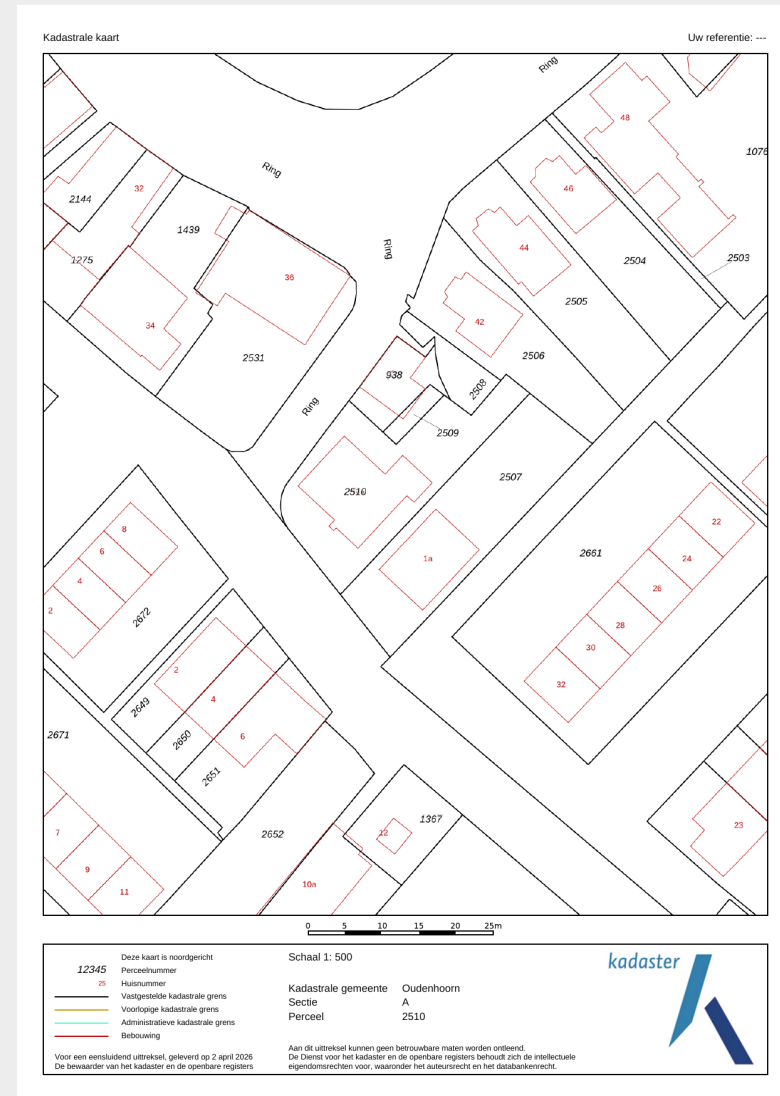 Kadastrale kaart
Uw referentie: ---
Ring
48
1076
Ring
32
46
2144
1439
44
Ring
2504
2503
1275
36
2505
42
34
2531
2506
938
2508
Ring
2509
2507
2510
22
8
2661
6
1a
24
4
26
2
2672
28
30
2
32
2649
4
2671
2650
6
2651
1367
23
7
2652
12
9
10a
11
0 5 10 15 20 25m
Deze kaart is noordgericht
12345 Perceelnummer
25 Huisnummer
Vastgestelde kadastrale grens
Voorlopige kadastrale grens
Administratieve kadastrale grens
Bebouwing
Voor een eensluidend uittreksel, geleverd op 2 april 2026
De bewaarder van het kadaster en de openbare registers
Schaal 1: 500
Kadastrale gemeente Oudenhoorn
Sectie A
Perceel 2510
Aan dit uittreksel kunnen geen betrouwbare maten worden ontleend.
De Dienst voor het kadaster en de openbare registers behoudt zich de intellectuele
eigendomsrechten voor, waaronder het auteursrecht en het databankenrecht.
kadaster